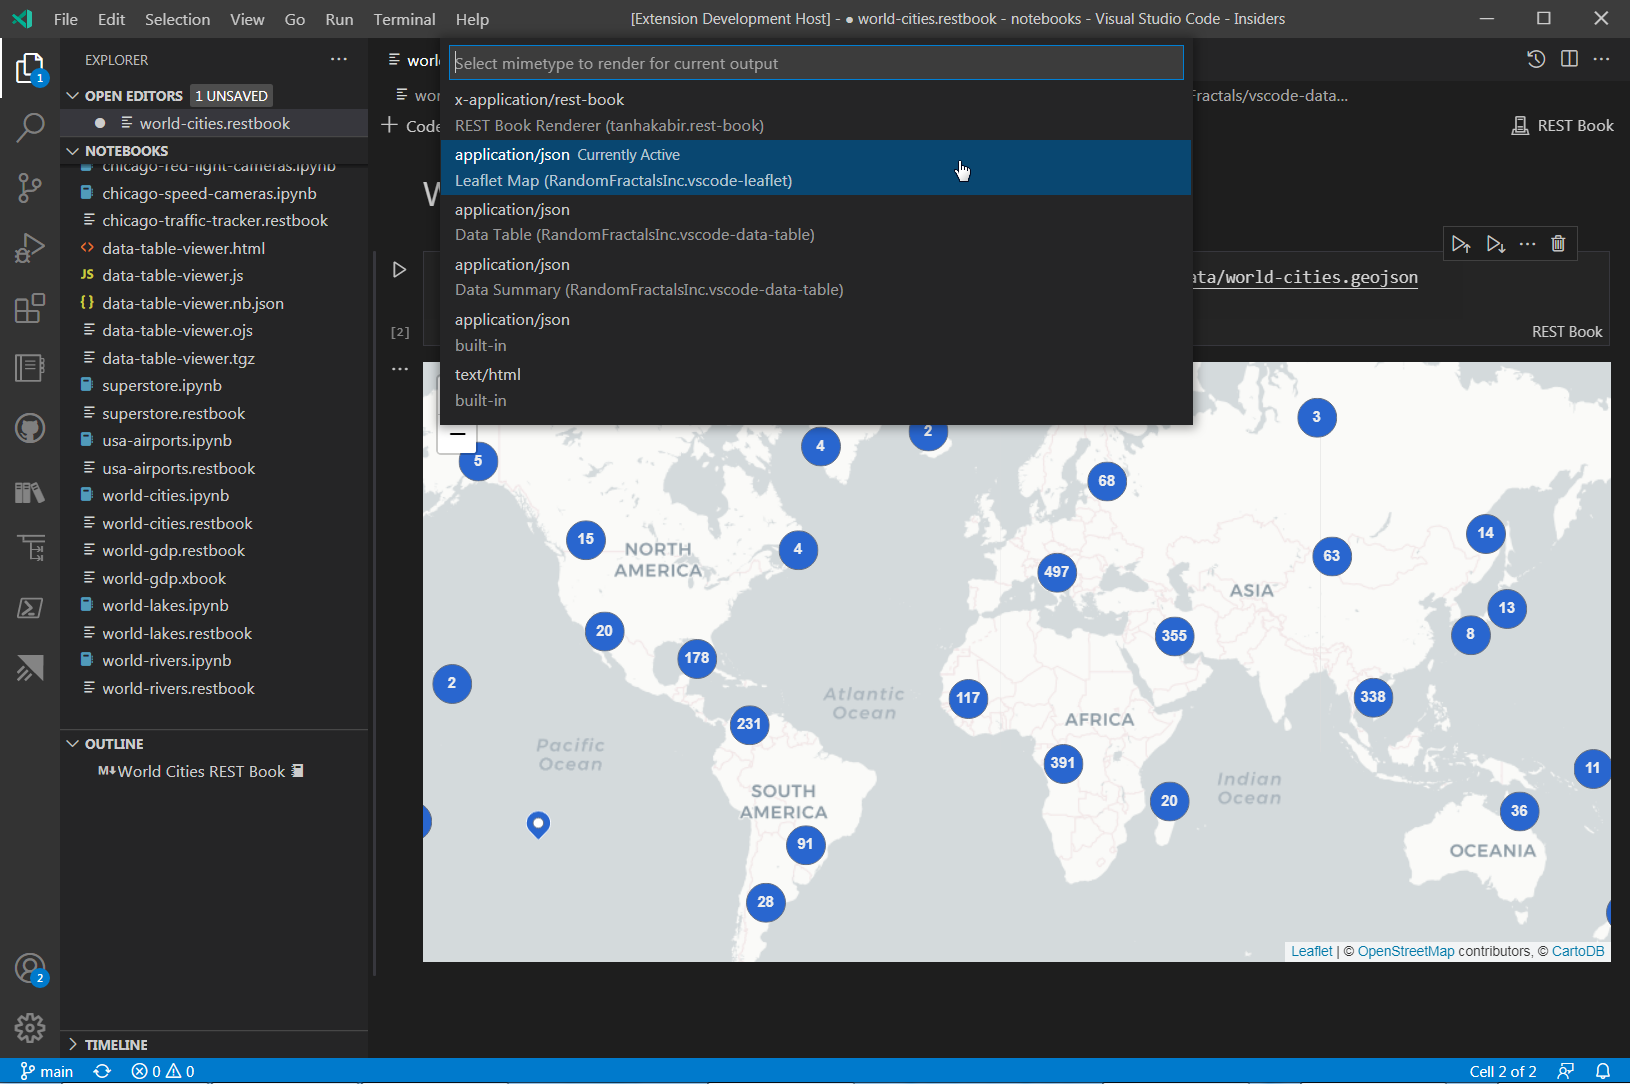 File Edit Selection View Go Run Terminal Help
[Extension Development Host] - ● world-cities.restbook - notebooks - Visual Studio Code - Insiders
EXPLORER
1
OPEN EDITORS 1 UNSAVED
world-cities.restbook
NOTEBOOKS
chicago-red-light-cameras.ipynb
chicago-speed-cameras.ipynb
chicago-traffic-tracker.restbook
data-table-viewer.html
JS data-table-viewer.js
data-table-viewer.nb.json
data-table-viewer.ojs
data-table-viewer.tgz
superstore.ipynb
superstore.restbook
usa-airports.ipynb
usa-airports.restbook
world-cities.ipynb
world-cities.restbook
world-gdp.restbook
world-gdp.xbook
world-lakes.ipynb
world-lakes.restbook
world-rivers.ipynb
world-rivers.restbook
OUTLINE
M↓World Cities REST Book
TIMELINE
2
worl
Select mimetype to render for current output
x-application/rest-book
REST Book Renderer (tanhakabir.rest-book)
application/json Currently Active
Leaflet Map (RandomFractalsInc.vscode-leaflet)
application/json
Data Table (RandomFractalsInc.vscode-data-table)
application/json
Data Summary (RandomFractalsInc.vscode-data-table)
application/json
built-in
text/html
built-in
wor
Fractals/vscode-data...
+ Code
REST Book
W
ata/world-cities.geojson
[2]
REST Book
−
3
2
4
5
68
14
15
4
63
NORTH
AMERICA
497
ASIA
13
20
355
8
178
2
117
338
Atlantic
Ocean
231
AFRICA
Pacific
Ocean
391
11
Indian
Ocean
SOUTH
AMERICA
20
36
91
OCEANIA
28
Leaflet | © OpenStreetMap contributors, © CartoDB
main 0 0
Cell 2 of 2